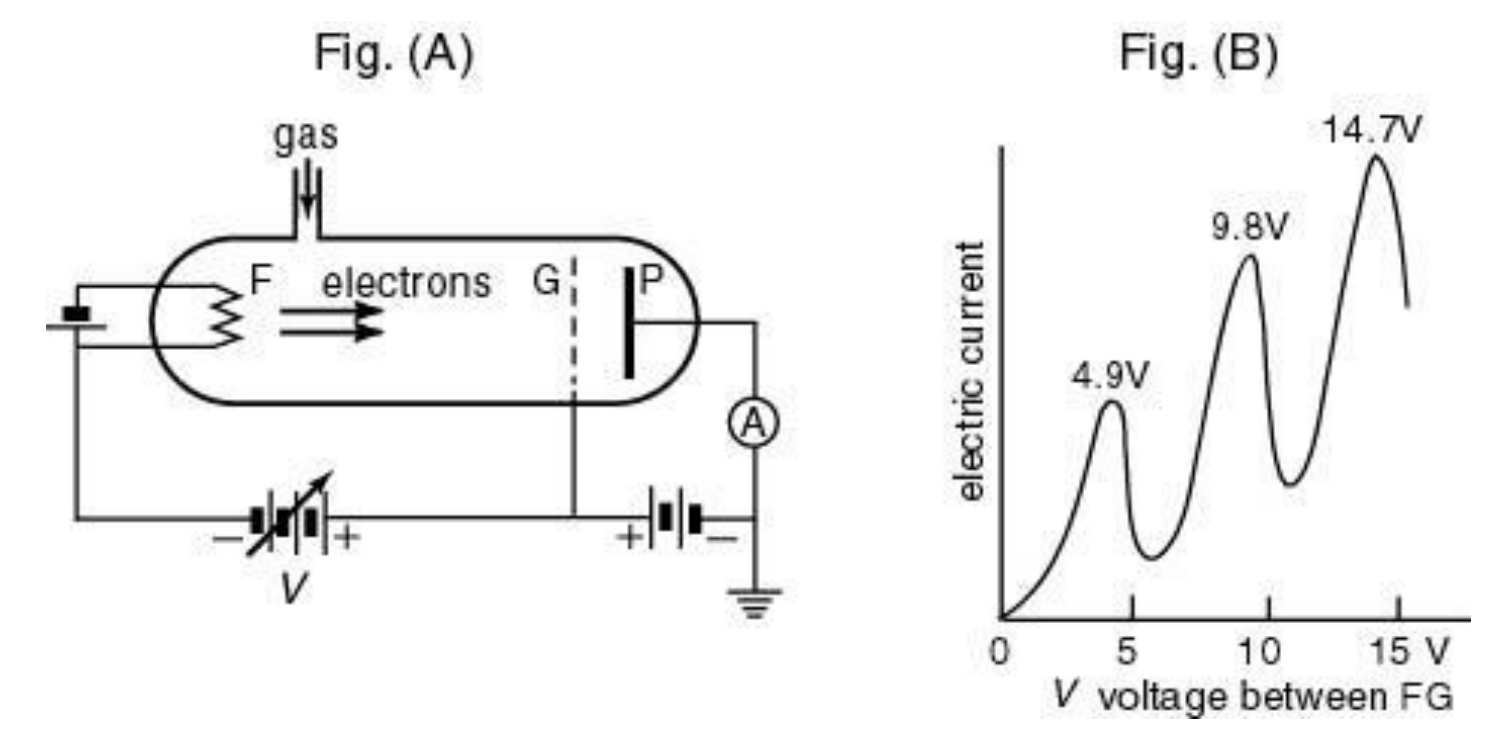 Fig. (A)
gas
F electrons G P
A
− + + −
V
Fig. (B)
14.7V
9.8V
4.9V
electric current
0 5 10 15 V
V voltage between FG